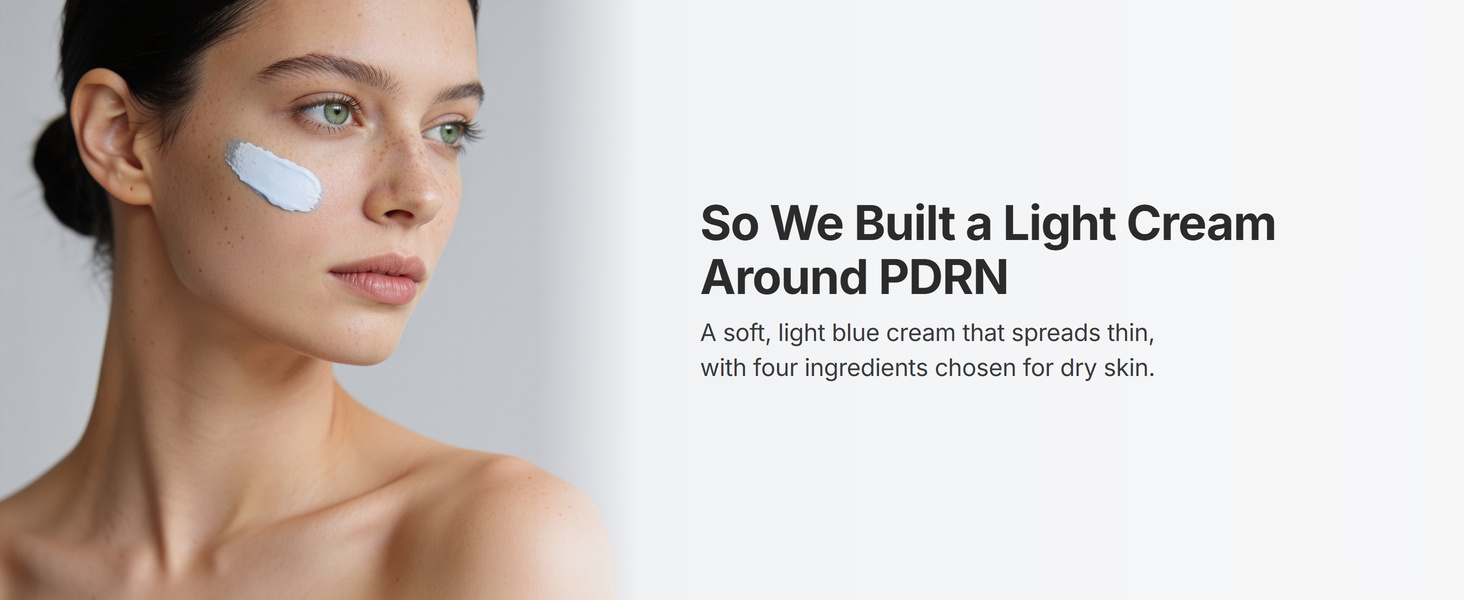 So We Built a Light Cream
Around PDRN
A soft, light blue cream that spreads thin,
with four ingredients chosen for dry skin.